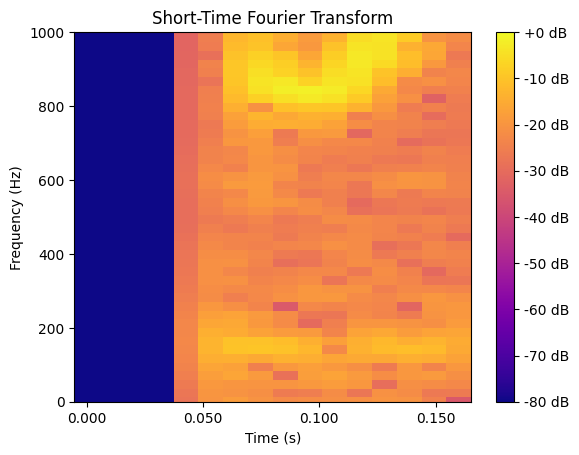 Short-Time Fourier Transform
1000
800
600
400
200
0
Frequency (Hz)
0.000
0.050
0.100
0.150
Time (s)
+0 dB
-10 dB
-20 dB
-30 dB
-40 dB
-50 dB
-60 dB
-70 dB
-80 dB